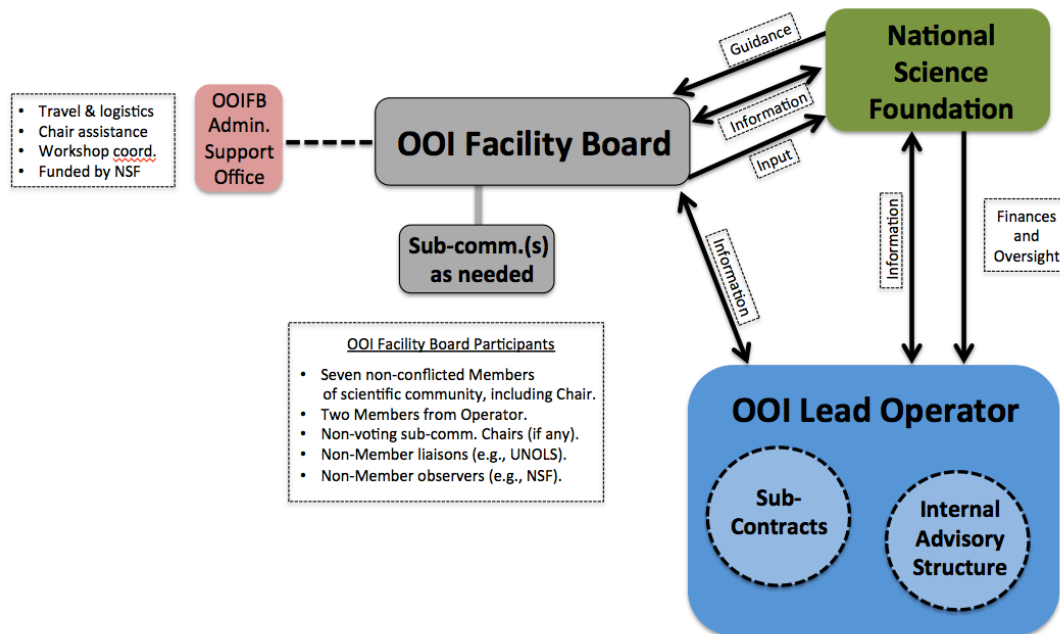 • Travel & logistics
• Chair assistance
• Workshop coord.
• Funded by NSF
OOIFB
Admin.
Support
Office
OOI Facility Board
Sub-comm.(s)
as needed
Guidance
Information
Input
National
Science
Foundation
Information
Information
Finances
and
Oversight
OOI Facility Board Participants
• Seven non-conflicted Members
of scientific community, including Chair.
• Two Members from Operator.
• Non-voting sub-comm. Chairs (if any).
• Non-Member liaisons (e.g., UNOLS).
• Non-Member observers (e.g., NSF).
OOI Lead Operator
Sub-
Contracts
Internal
Advisory
Structure